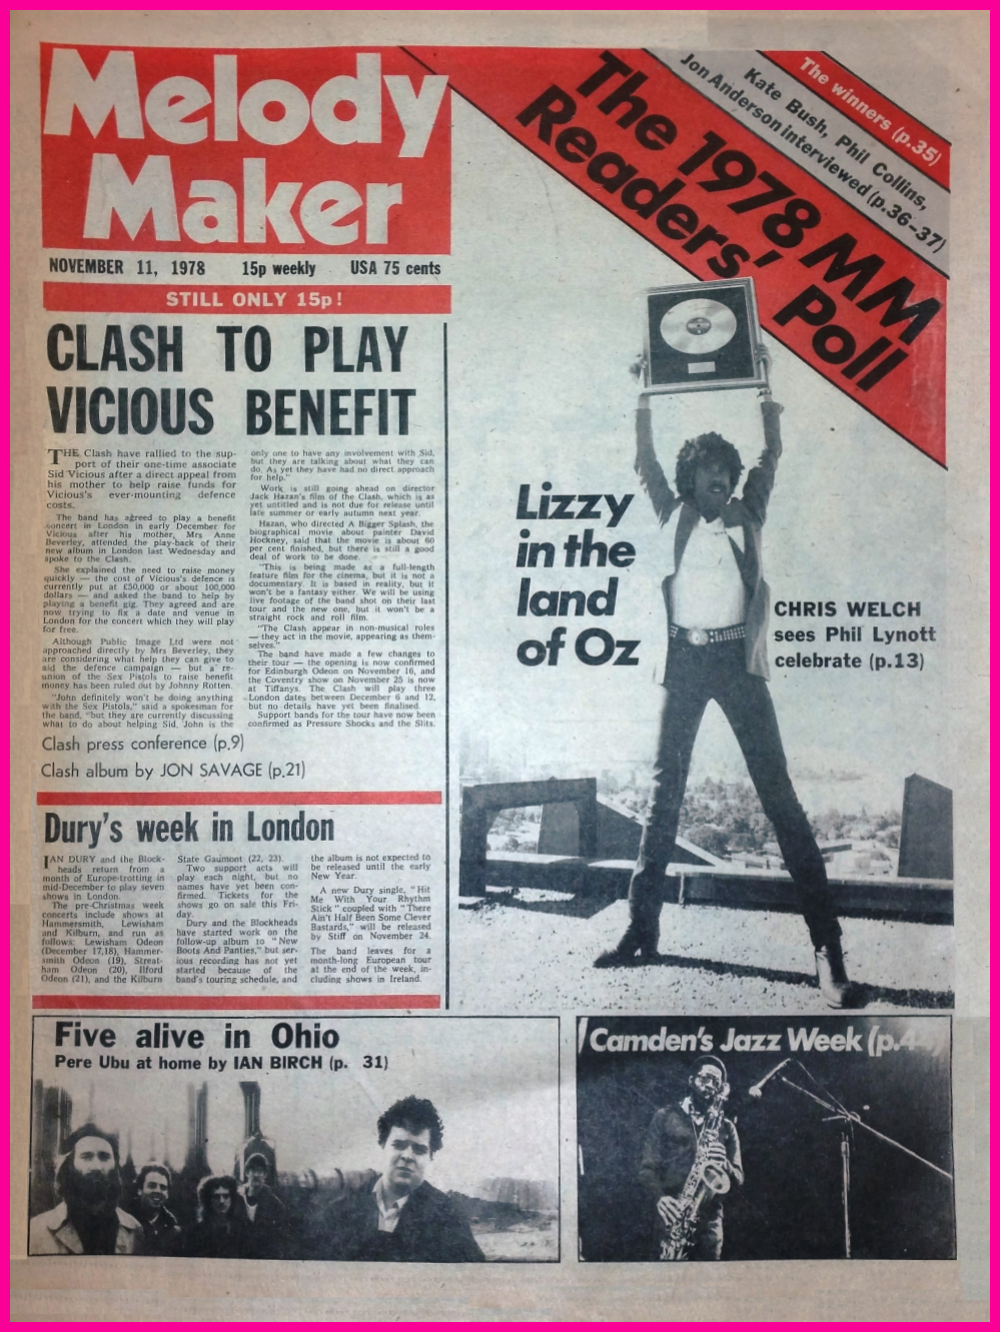 Melody
Maker
NOVEMBER 11, 1978 15p weekly USA 75 cents
STILL ONLY 15p!
The winners (p.35)
Kate Bush, Phil Collins,
Jon Anderson interviewed (p.36-37)
The 1978 MM
Readers' Poll
CLASH TO PLAY
VICIOUS BENEFIT
THE Clash have rallied to the sup-
port of their one-time associate
Sid Vicious after a direct appeal from
his mother to help raise funds for
Vicious's ever-mounting defence
costs.
The band has agreed to play a benefit
concert in London in early December for
Vicious after his mother, Mrs Anne
Beverley, attended the play-back of their
new album in London last Wednesday and
spoke to the Clash.
She explained the need to raise money
quickly — the cost of Vicious's defence is
currently put at £50,000 or about 100,000
dollars — and asked the band to help by
playing a benefit gig. They agreed and are
now trying to fix a date and venue in
London for the concert which they will play
for free.
Although Public Image Ltd were not
approached directly by Mrs Beverley, they
are considering what help they can give to
aid the defence campaign — but a re-
union of the Sex Pistols to raise benefit
money has been ruled out by Johnny Rotten.
"John definitely won't be doing anything
with the Sex Pistols," said a spokesman for
the band, "but they are currently discussing
what to do about helping Sid. John is the
only one to have any involvement with Sid,
but they are talking about what they can
do. As yet they have had no direct approach
for help."
Work is still going ahead on director
Jack Hazan's film of the Clash, which is as
yet untitled and is not due for release until
late summer or early autumn next year.
Hazan, who directed A Bigger Splash, the
biographical movie about painter David
Hockney, said that the movie is about 60
per cent finished, but there is still a good
deal of work to be done.
"This is being made as a full-length
feature film for the cinema, but it is not a
documentary. It is based in reality, but it
won't be a fantasy either. We will be using
live footage of the band shot on their last
tour and the new one, but it won't be a
straight rock and roll film.
"The Clash appear in non-musical roles
— they act in the movie, appearing as them-
selves."
The band have made a few changes to
their tour — the opening is now confirmed
for Edinburgh Odeon on November 16, and
the Coventry show on November 25 is now
at Tiffanys. The Clash will play three
London dates between December 6 and 12,
but no details have yet been finalised.
Support bands for the tour have now been
confirmed as Pressure Shocks and the Slits.
Clash press conference (p.9)
Clash album by JON SAVAGE (p.21)
Lizzy
in the
land
of Oz
CHRIS WELCH
sees Phil Lynott
celebrate (p.13)
Dury's week in London
IAN DURY and the Block-
heads return from a
month of Europe-trotting in
mid-December to play seven
shows in London.
The pre-Christmas week
concerts include shows at
Hammersmith, Lewisham
and Kilburn, and run as
follows: Lewisham Odeon
(December 17,18), Hammer-
smith Odeon (19), Streat-
ham Odeon (20), Ilford
Odeon (21), and the Kilburn
State Gaumont (22, 23).
Two support acts will
play each night, but no
names have yet been con-
firmed. Tickets for the
shows go on sale this Fri-
day.
Dury and the Blockheads
have started work on the
follow-up album to "New
Boots And Panties," but ser-
ious recording has not yet
started because of the
band's touring schedule, and
the album is not expected to
be released until the early
New Year.
A new Dury single, "Hit
Me With Your Rhythm
Stick" coupled with "There
Ain't Half Been Some Clever
Bastards," will be released
by Stiff on November 24.
The band leaves for a
month-long European tour
at the end of the week, in-
cluding shows in Ireland.
Five alive in Ohio
Pere Ubu at home by IAN BIRCH (p. 31)
Camden's Jazz Week